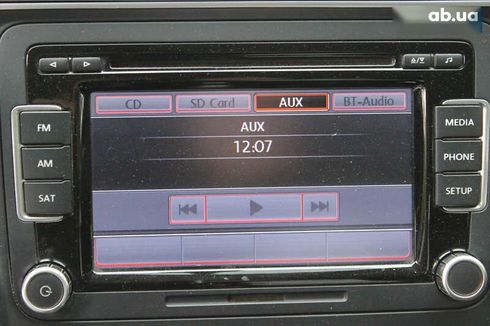 ab.ua
CD SD Card AUX BT-Audio
AUX
12:07
FM
AM
SAT
MEDIA
PHONE
SETUP